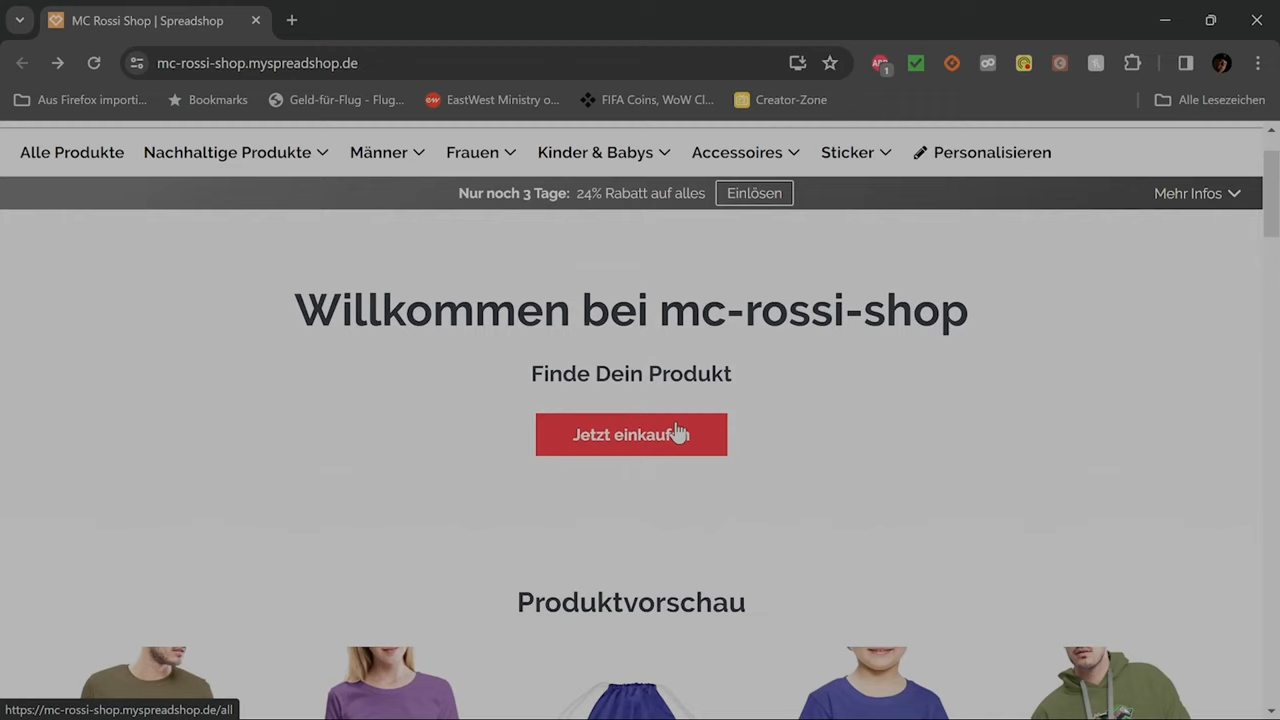 MC Rossi Shop | Spreadshop
mc-rossi-shop.myspreadshop.de
1
Aus Firefox importi...
Bookmarks
Geld-für-Flug - Flug...
EastWest Ministry o...
FIFA Coins, WoW Cl...
Creator-Zone
Alle Lesezeichen
Alle Produkte
Nachhaltige Produkte
Männer
Frauen
Kinder & Babys
Accessoires
Sticker
Personalisieren
Nur noch 3 Tage: 24% Rabatt auf alles
Einlösen
Mehr Infos
Willkommen bei mc-rossi-shop
Finde Dein Produkt
Jetzt einkaufen
Produktvorschau
https://mc-rossi-shop.myspreadshop.de/all